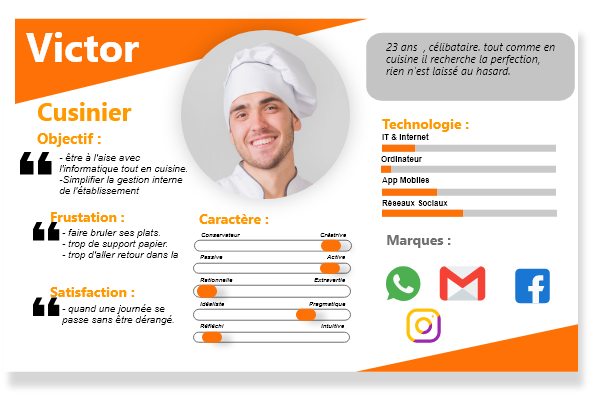 Victor
23 ans , célibataire. tout comme en
cuisine il recherche la perfection,
rien n'est laissé au hasard.
Cusinier
Objectif :
- être à l'aise avec
l'informatique tout en cuisine.
-Simplifier la gestion interne
de l'établissement
Frustation :
- faire bruler ses plats.
- trop de support papier.
- trop d'aller retour dans la
Satisfaction :
- quand une journée se
passe sans être dérangé.
Caractère :
Conservateur Créatrive
Passive Active
Rationnelle Extravertie
Idéaliste Pragmatique
Réfléchi Intuitive
Technologie :
IT & Internet
Ordinateur
App Mobiles
Réseaux Sociaux
Marques :